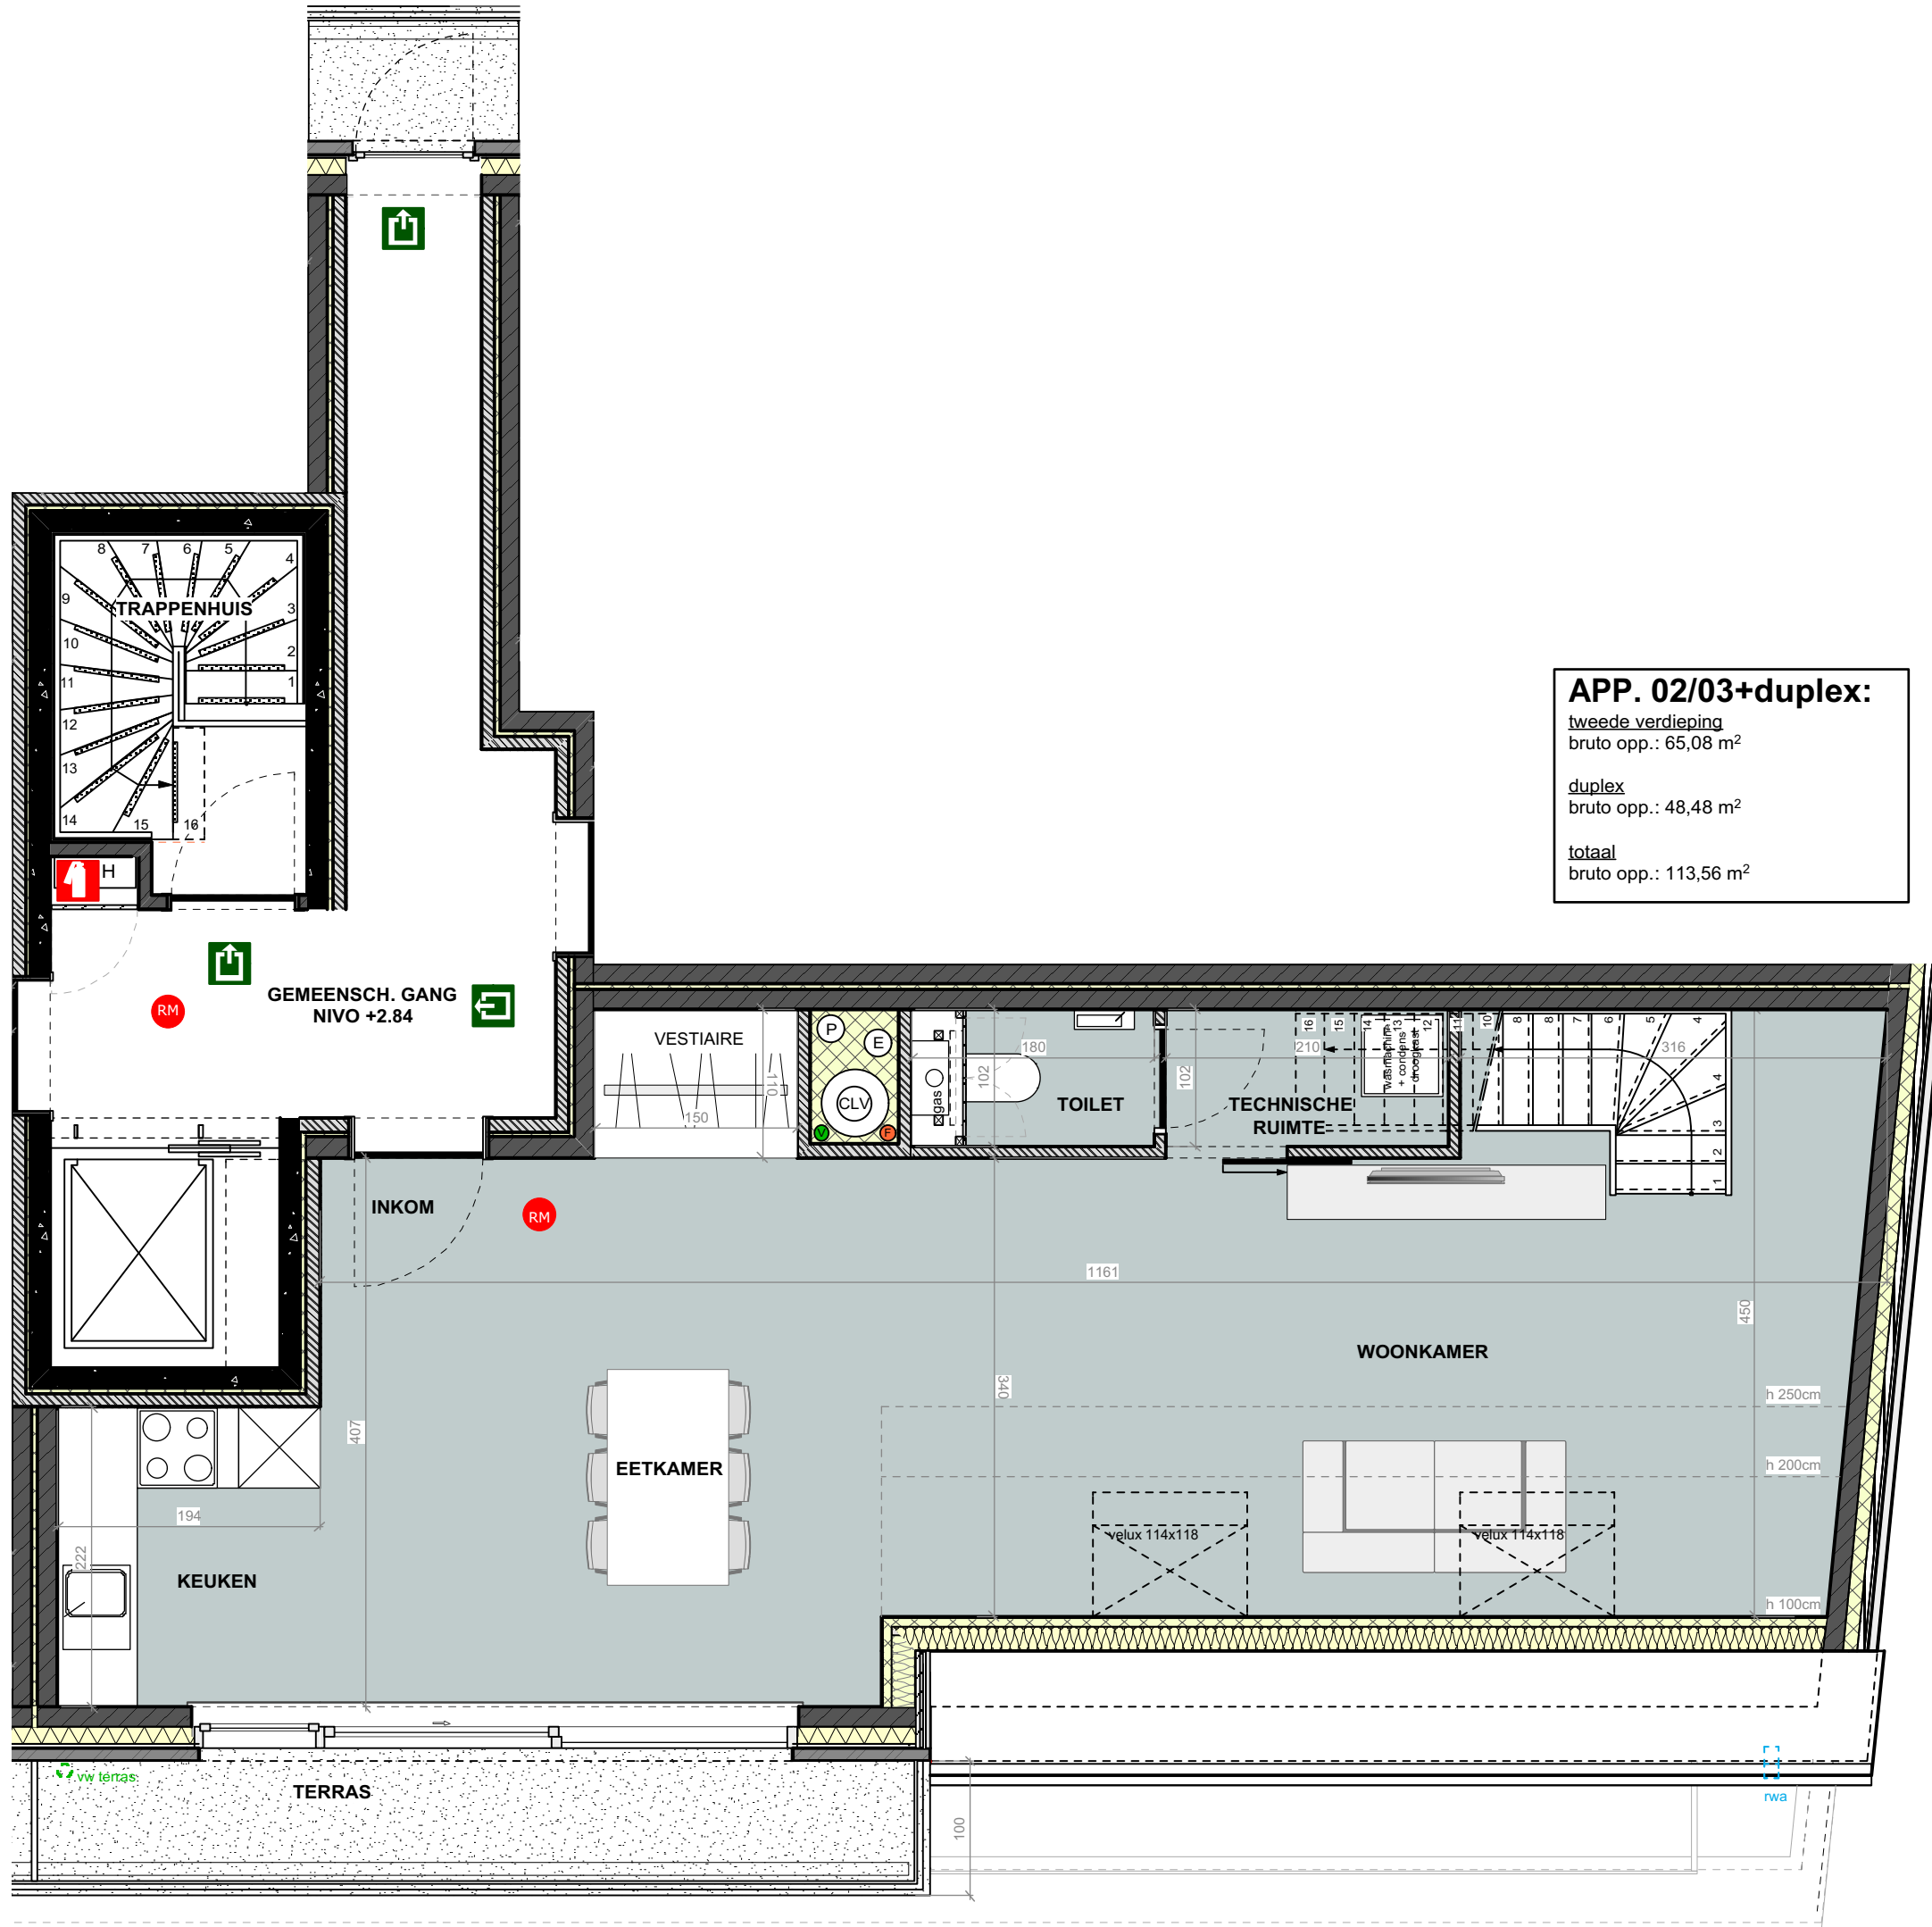 8 7 6 5 4
TRAPPENHUIS
9
3
10
2
11
1
12
13
14 15 16
H
APP. 02/03+duplex:
tweede verdieping
bruto opp.: 65,08 m²
duplex
bruto opp.: 48,48 m²
totaal
bruto opp.: 113,56 m²
GEMEENSCH. GANG
NIVO +2.84
RM
VESTIAIRE
110
150
P
E
CLV
V
F
gas
102
180
TOILET
102
TECHNISCHE
RUIMTE
210
16 15 14 13 12 11 10 8 8 7 6 5 4
wasmachine
+ condens
droogkast
316
4
3
2
1
INKOM
RM
1161
450
WOONKAMER
340
407
h 250cm
h 200cm
h 100cm
EETKAMER
194
222
KEUKEN
velux 114x118
velux 114x118
vw terras
TERRAS
100
rwa